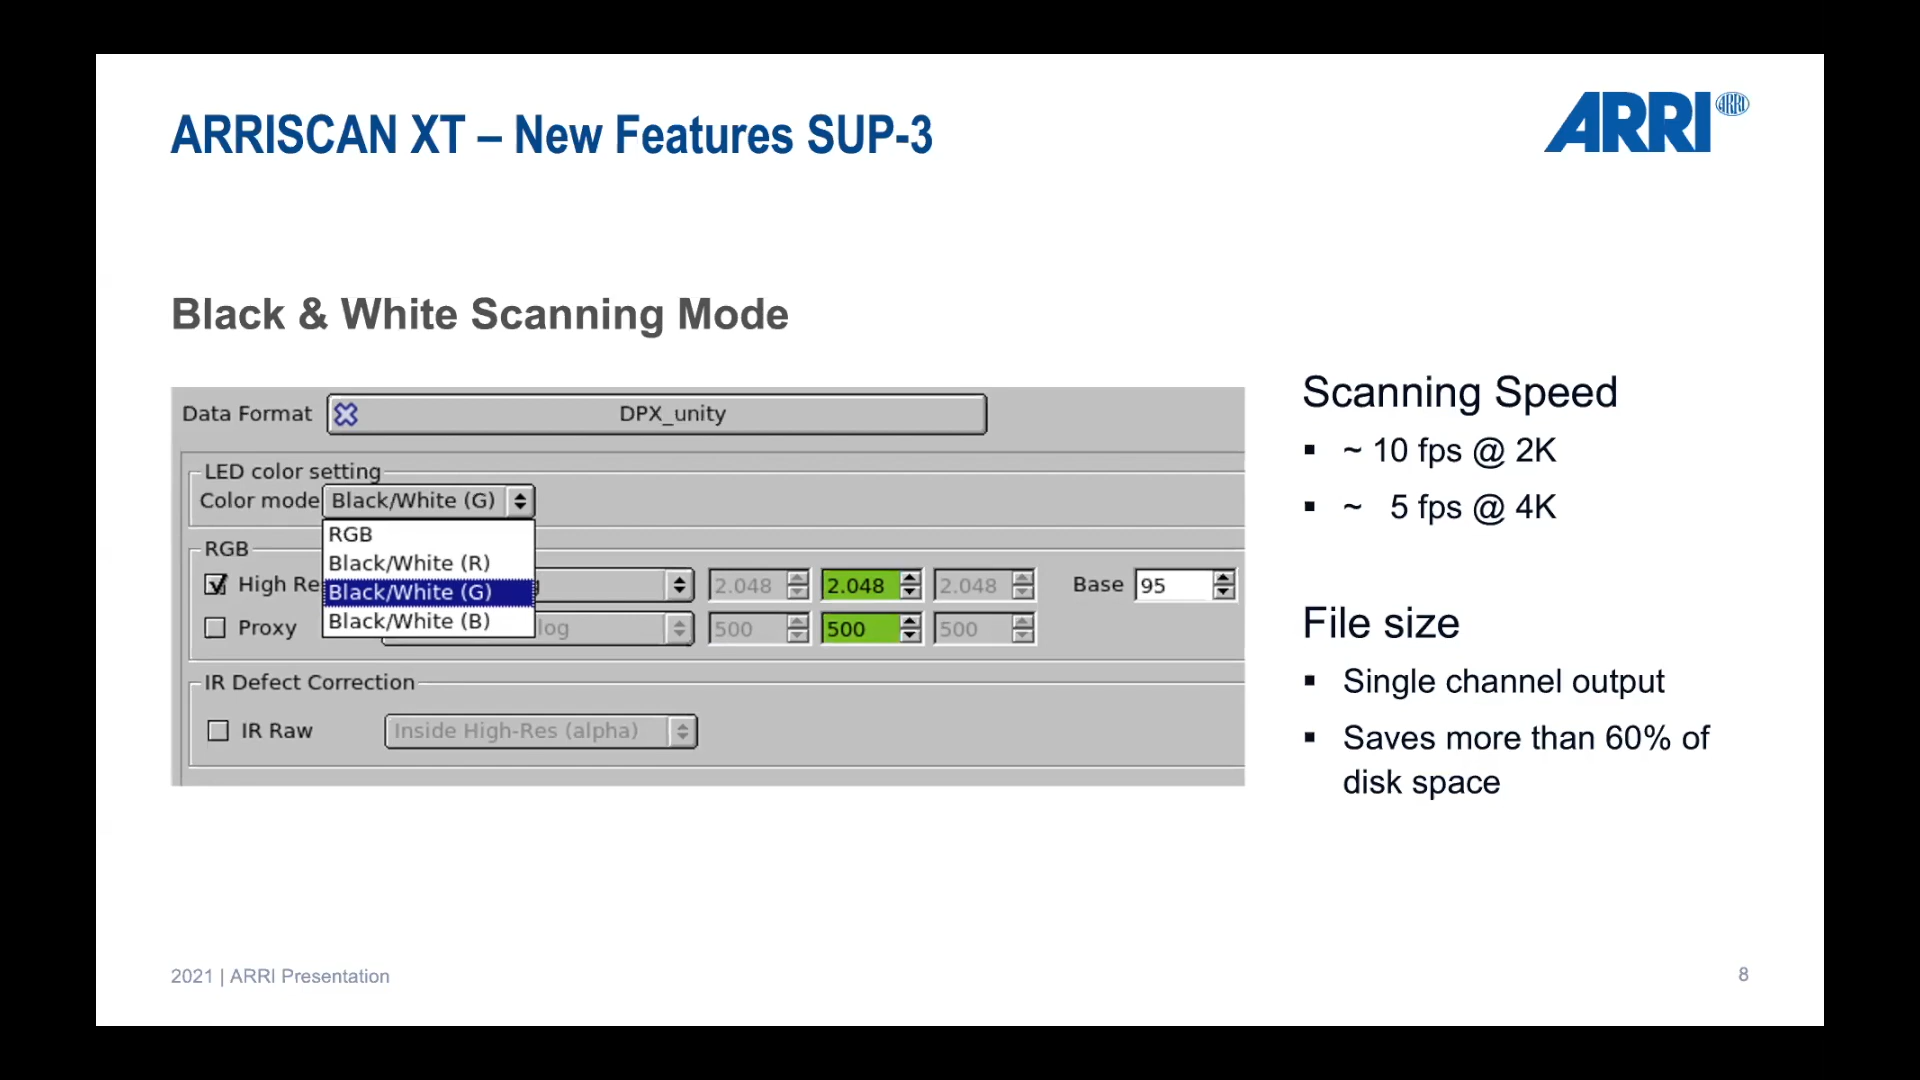 ARRISCAN XT – New Features SUP-3
ARRI
ARRI
Black & White Scanning Mode
Data Format DPX_unity
LED color setting
Color mode Black/White (G)
RGB
Black/White (R)
Black/White (G)
Black/White (B)
RGB
High Re 2.048 2.048 2.048 Base 95
Proxy log 500 500 500
IR Defect Correction
IR Raw Inside High-Res (alpha)
Scanning Speed
▪ ~ 10 fps @ 2K
▪ ~ 5 fps @ 4K
File size
▪ Single channel output
▪ Saves more than 60% of
disk space
2021 | ARRI Presentation
8